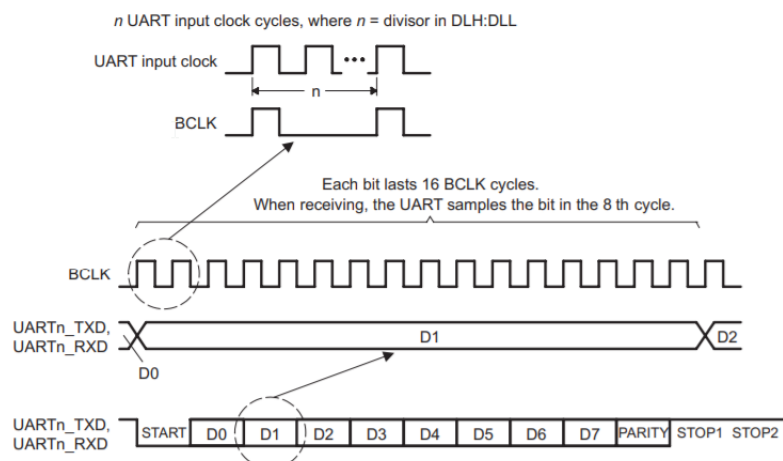 n UART input clock cycles, where n = divisor in DLH:DLL
UART input clock
n
BCLK
Each bit lasts 16 BCLK cycles.
When receiving, the UART samples the bit in the 8 th cycle.
BCLK
UARTn_TXD,
UARTn_RXD
D1
D2
D0
UARTn_TXD,
UARTn_RXD
START D0 D1 D2 D3 D4 D5 D6 D7 PARITY STOP1 STOP2